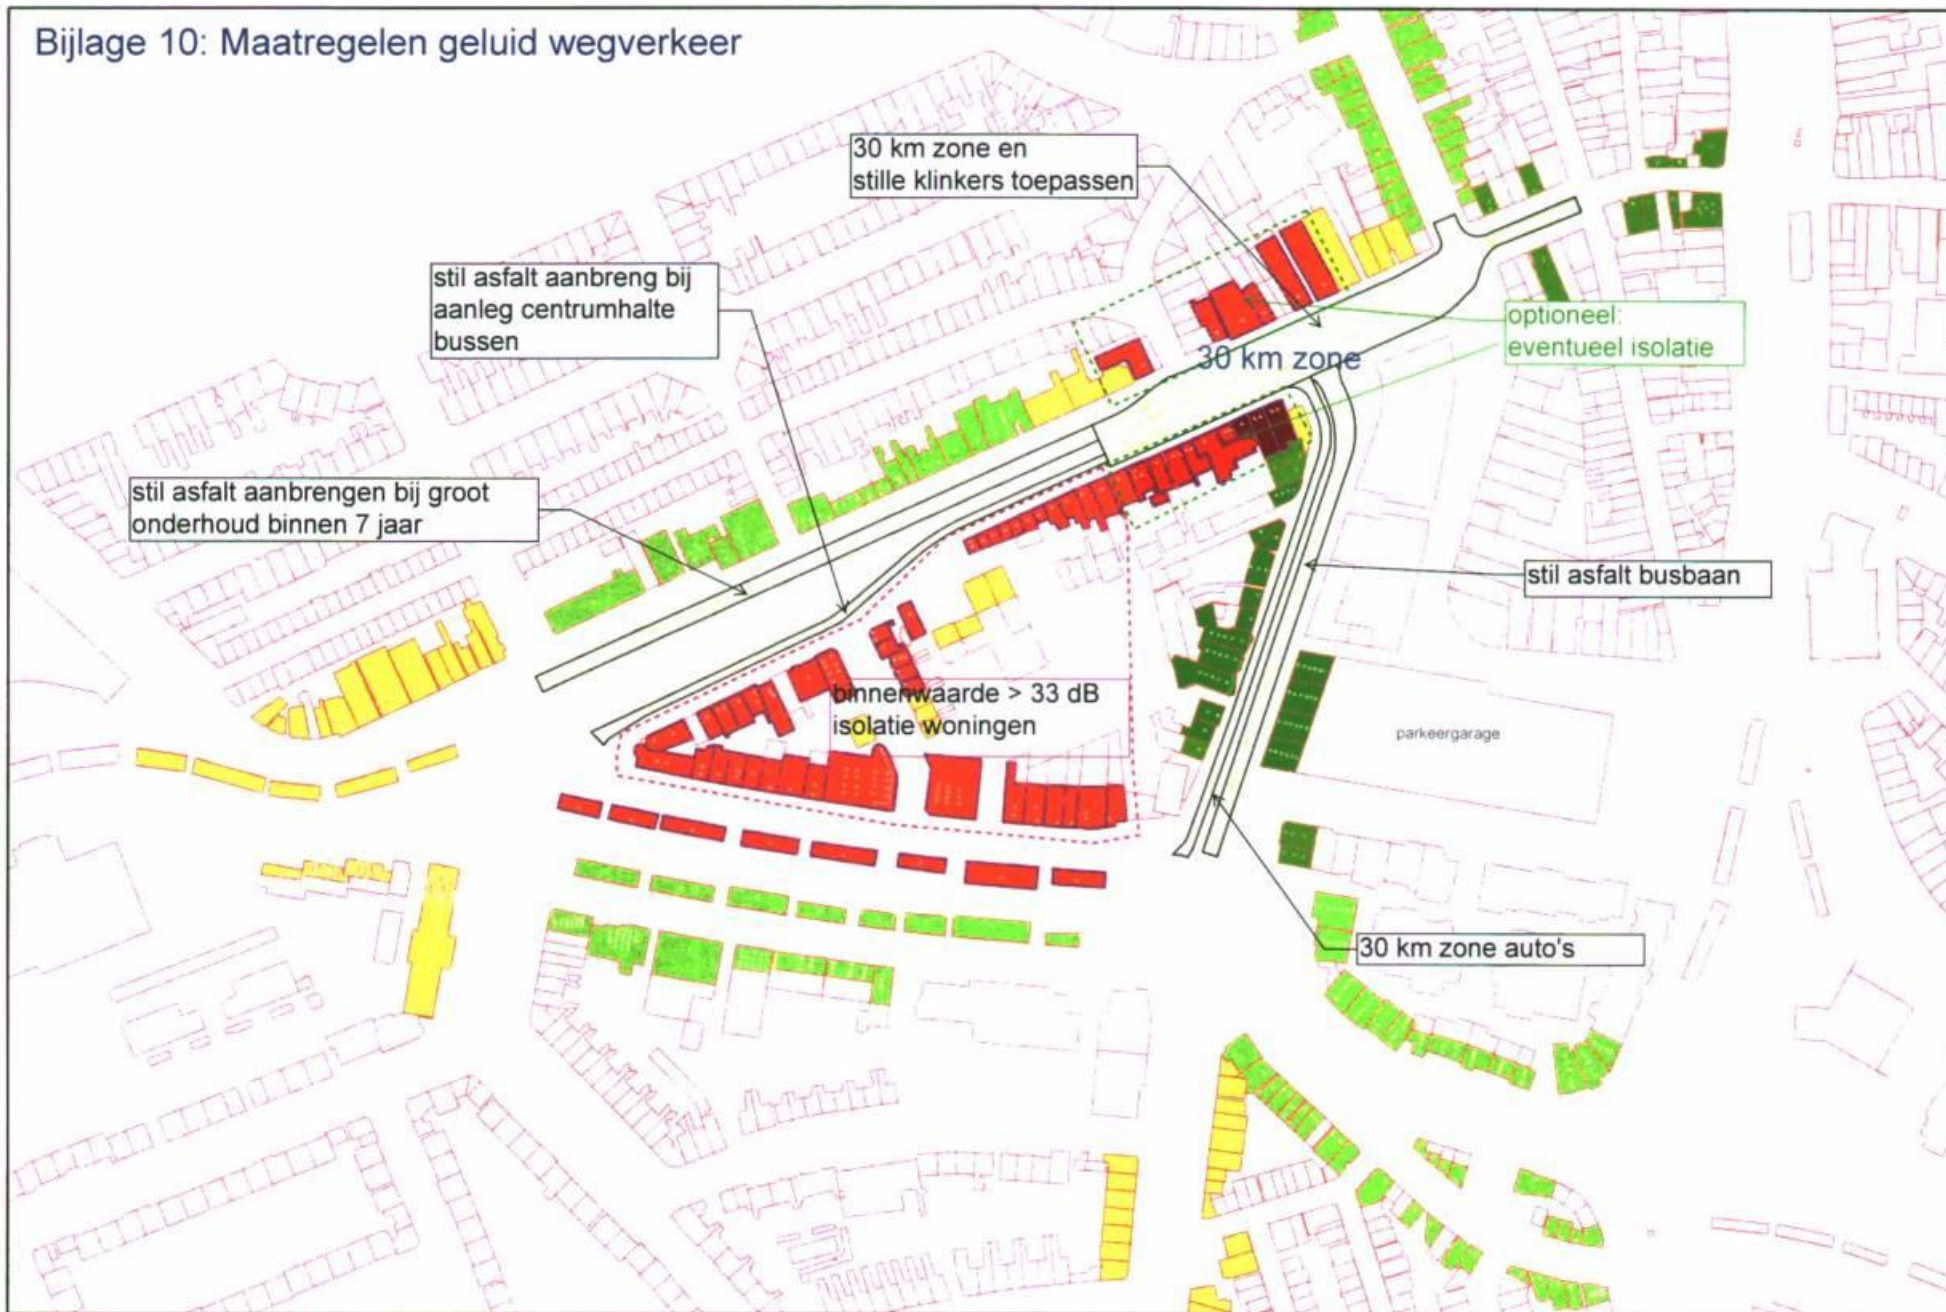 Bijlage 10: Maatregelen geluid wegverkeer
30 km zone en
stille klinkers toepassen
stil asfalt aanbreng bij
aanleg centrumhalte
bussen
optioneel:
eventueel isolatie
30 km zone
stil asfalt aanbrengen bij groot
onderhoud binnen 7 jaar
stil asfalt busbaan
binnenwaarde > 33 dB
isolatie woningen
parkeergarage
30 km zone auto's